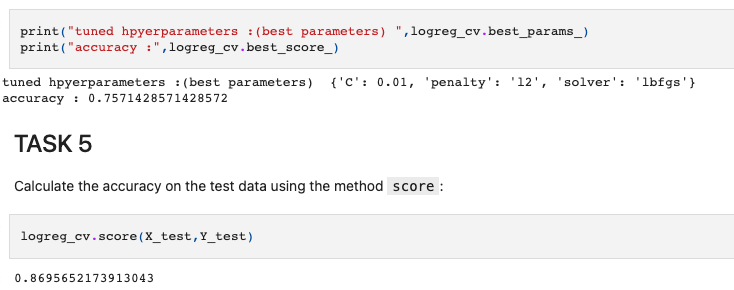 print("tuned hpyerparameters :(best parameters) ",logreg_cv.best_params_)
print("accuracy :",logreg_cv.best_score_)
tuned hpyerparameters :(best parameters)  {'C': 0.01, 'penalty': 'l2', 'solver': 'lbfgs'}
accuracy : 0.7571428571428572
TASK 5
Calculate the accuracy on the test data using the method score:
logreg_cv.score(X_test,Y_test)
0.8695652173913043